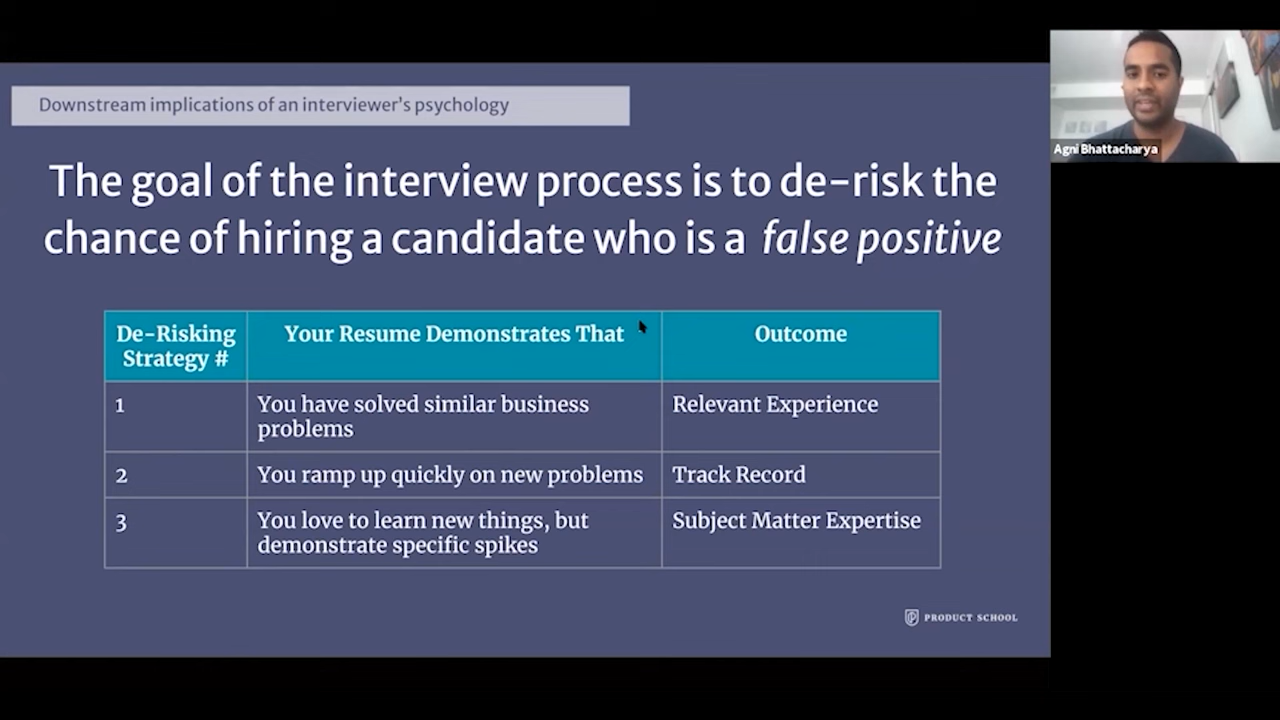 Downstream implications of an interviewer's psychology
The goal of the interview process is to de-risk the
chance of hiring a candidate who is a false positive
De-Risking
Strategy #
Your Resume Demonstrates That
Outcome
1
You have solved similar business
problems
Relevant Experience
2
You ramp up quickly on new problems
Track Record
3
You love to learn new things, but
demonstrate specific spikes
Subject Matter Expertise
PRODUCT SCHOOL
Agni Bhattacharya